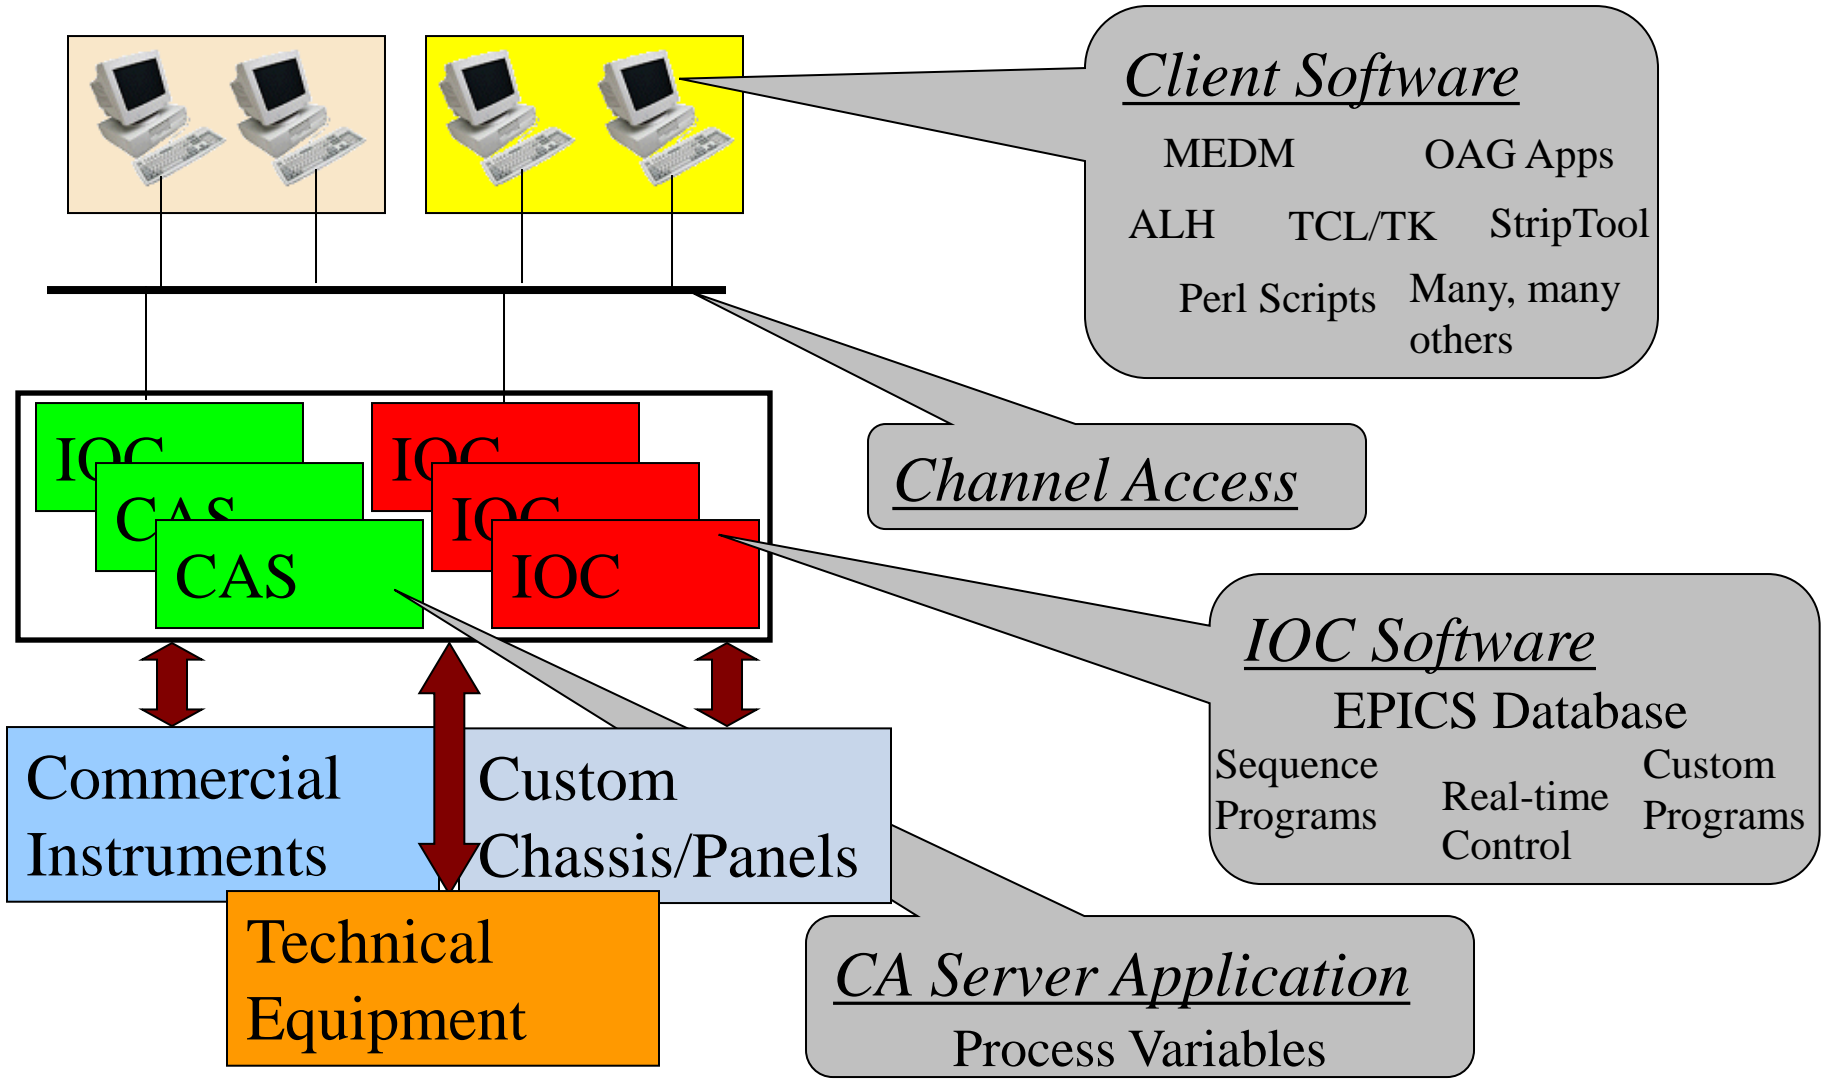 Client Software
MEDM
OAG Apps
ALH
TCL/TK
StripTool
Perl Scripts
Many, many
others
IOC
CAS
CAS
IOC
IOC
IOC
Channel Access
IOC Software
EPICS Database
Sequence
Programs
Real-time
Control
Custom
Programs
Commercial
Instruments
Custom
Chassis/Panels
Technical
Equipment
CA Server Application
Process Variables